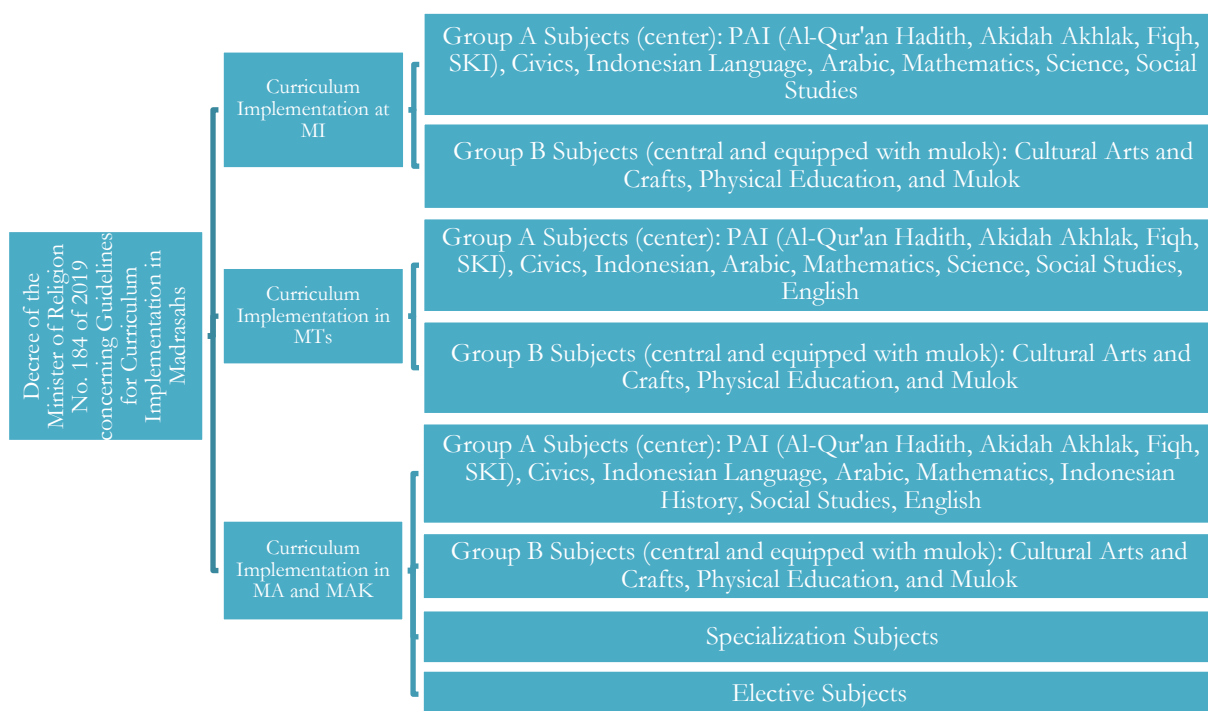 Decree of the
Minister of Religion
No. 184 of 2019
concerning Guidelines
for Curriculum
Implementation in
Madrasahs
Curriculum
Implementation at
MI
Group A Subjects (center): PAI (Al-Qur'an Hadith, Akidah Akhlak, Fiqh,
SKI), Civics, Indonesian Language, Arabic, Mathematics, Science, Social
Studies
Group B Subjects (central and equipped with mulok): Cultural Arts and
Crafts, Physical Education, and Mulok
Curriculum
Implementation in
MTs
Group A Subjects (center): PAI (Al-Qur'an Hadith, Akidah Akhlak, Fiqh,
SKI), Civics, Indonesian, Arabic, Mathematics, Science, Social Studies,
English
Group B Subjects (central and equipped with mulok): Cultural Arts and
Crafts, Physical Education, and Mulok
Curriculum
Implementation in
MA and MAK
Group A Subjects (center): PAI (Al-Qur'an Hadith, Akidah Akhlak, Fiqh,
SKI), Civics, Indonesian Language, Arabic, Mathematics, Indonesian
History, Social Studies, English
Group B Subjects (central and equipped with mulok): Cultural Arts and
Crafts, Physical Education, and Mulok
Specialization Subjects
Elective Subjects